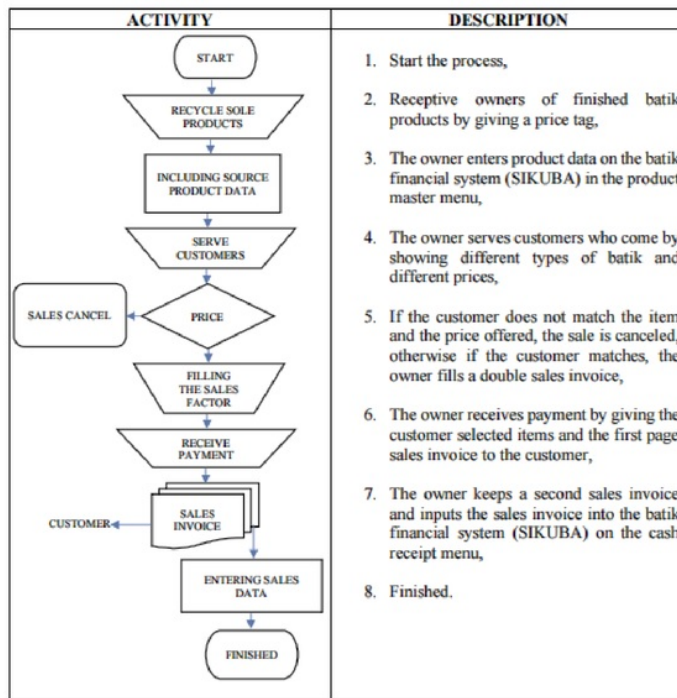 ACTIVITY
DESCRIPTION
START
RECYCLE SOLE
PRODUCTS
INCLUDING SOURCE
PRODUCT DATA
SERVE
CUSTOMERS
SALES CANCEL
PRICE
FILLING
THE SALES
FACTOR
RECEIVE
PAYMENT
SALES
INVOICE
CUSTOMER
ENTERING SALES
DATA
FINISHED
1. Start the process,
2. Receptive owners of finished batik
products by giving a price tag,
3. The owner enters product data on the batik
financial system (SIKUBA) in the product
master menu,
4. The owner serves customers who come by
showing different types of batik and
different prices,
5. If the customer does not match the item
and the price offered, the sale is canceled,
otherwise if the customer matches, the
owner fills a double sales invoice,
6. The owner receives payment by giving the
customer selected items and the first page
sales invoice to the customer,
7. The owner keeps a second sales invoice
and inputs the sales invoice into the batik
financial system (SIKUBA) on the cash
receipt menu,
8. Finished.